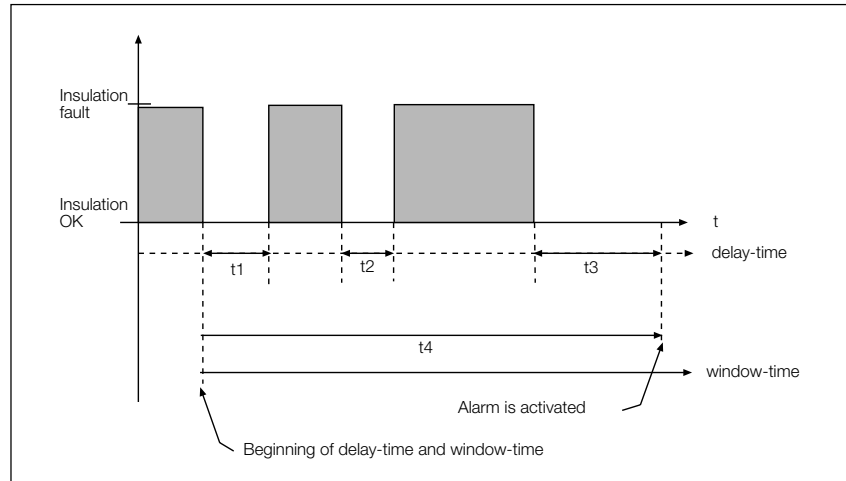 Insulation
fault
Insulation
OK
t
delay-time
t1
t2
t3
t4
window-time
Alarm is activated
Beginning of delay-time and window-time